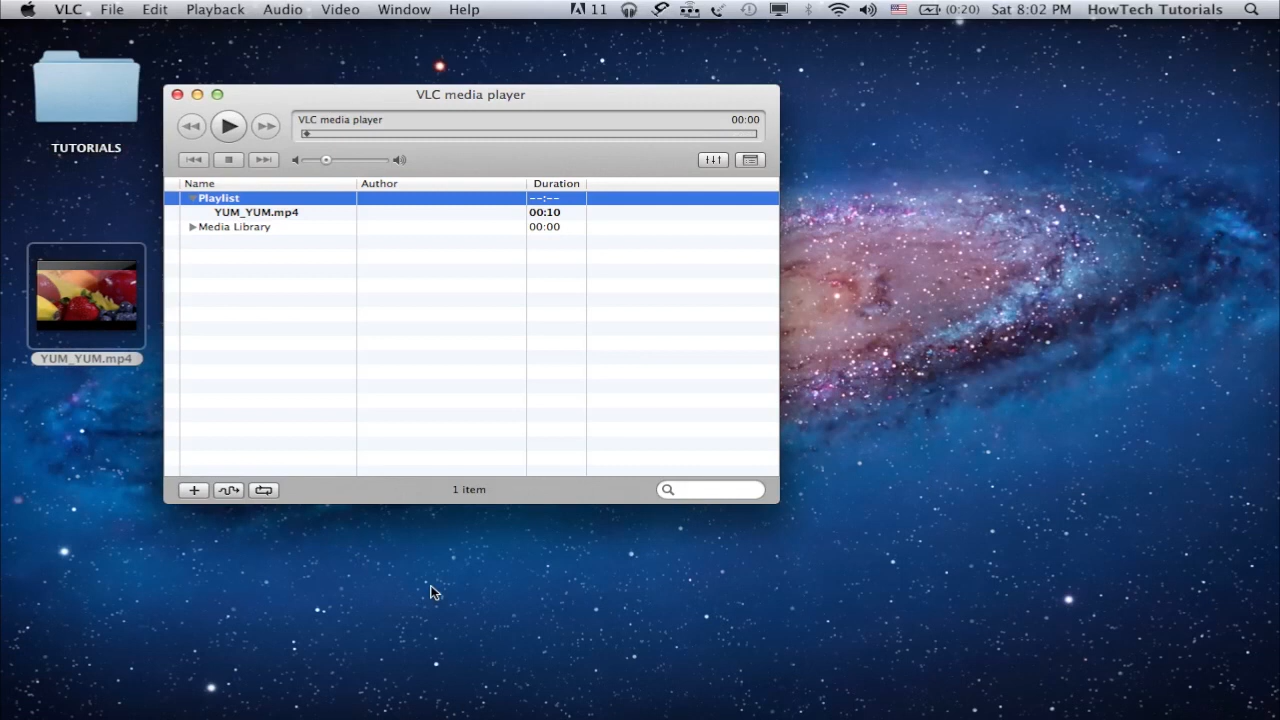 VLC File Edit Playback Audio Video Window Help 11 (0:20) Sat 8:02 PM HowTech Tutorials
TUTORIALS
YUM_YUM.mp4
VLC media player
VLC media player 00:00
Name Author Duration
Playlist --:--
YUM_YUM.mp4 00:10
Media Library 00:00
1 item